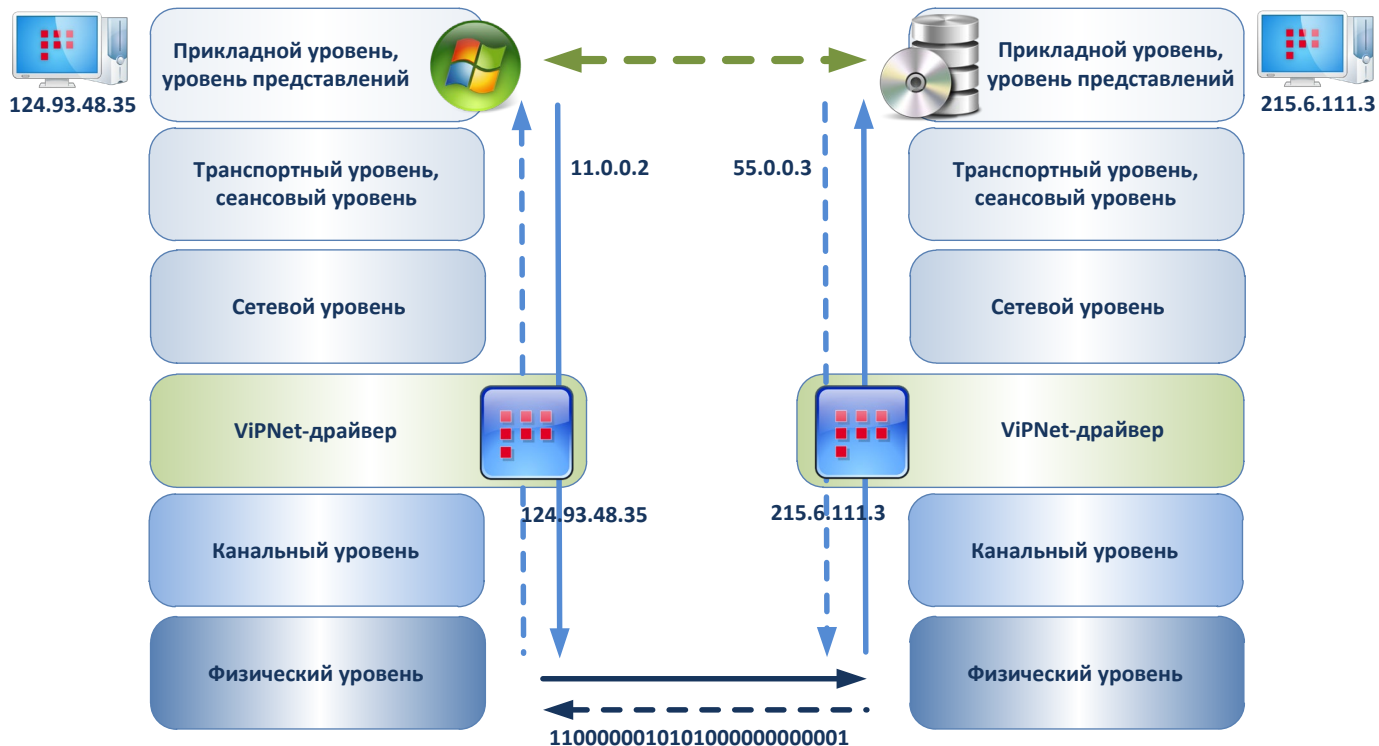 Прикладной уровень,
уровень представлений
124.93.48.35
Транспортный уровень,
сеансовый уровень
Сетевой уровень
ViPNet-драйвер
Канальный уровень
Физический уровень
11.0.0.2
55.0.0.3
124.93.48.35
215.6.111.3
110000001010100000000001
Прикладной уровень,
уровень представлений
215.6.111.3
Транспортный уровень,
сеансовый уровень
Сетевой уровень
ViPNet-драйвер
Канальный уровень
Физический уровень